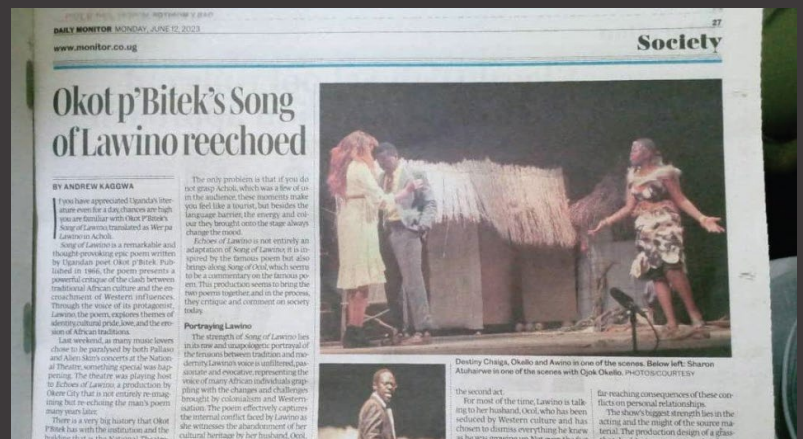 DAILY MONITOR MONDAY, JUNE 12, 2023
27
www.monitor.co.ug
Society
Okot p'Bitek's Song
of Lawino reechoed
BY ANDREW KAGGWA
If you have appreciated Uganda's liter-
ature even for a day, chances are high
you are familiar with Okot P'Bitek's
Song of Lawino, translated as Wer pa
Lawino in Acholi.
Song of Lawino is a remarkable and
thought-provoking epic poem written
by Ugandan poet Okot p'Bitek. Pub-
lished in 1966, the poem presents a
powerful critique of the clash between
traditional African culture and the en-
croachment of Western influences.
Through the voice of its protagonist,
Lawino, the poem, explores themes of
identity, cultural pride, love, and the ero-
sion of African traditions.
Last weekend, as many music lovers
chose to be paralysed by both Pallaso
and Alien Skin's concerts at the Nation-
al Theatre, something special was hap-
pening. The theatre was playing host
to Echoes of Lawino, a production by
Okere City that is not entirely re-imag-
ining but re-echoing the man's poem
many years later.
There is a very big history that Okot
P'Bitek has with the institution and the
The only problem is that if you do
not grasp Acholi, which was a few of us
in the audience, these moments make
you feel like a tourist, but besides the
language barrier, the energy and col-
our they brought onto the stage always
change the mood.
Echoes of Lawino is not entirely an
adaptation of Song of Lawino; it is in-
spired by the famous poem but also
brings along Song of Ocol, which seems
to be a commentary on the famous po-
em. This production seems to bring the
two poems together, and in the process,
they critique and comment on society
today.
Portraying Lawino
The strength of Song of Lawino lies
in its raw and unapologetic portrayal of
the tensions between tradition and mo-
dernity. Lawino's voice is unfiltered, pas-
sionate and evocative, representing the
voice of many African individuals grap-
pling with the changes and challenges
brought by colonialism and Western-
isation. The poem effectively captures
the internal conflict faced by Lawino as
she witnesses the abandonment of her
cultural heritage by her husband, Ocol,
Destiny Chaiga, Okello and Awino in one of the scenes. Below left: Sharon
Atuhairwe in one of the scenes with Ojok Okello. PHOTOS/COURTESY
the second act.
For most of the time, Lawino is talk-
ing to her husband, Ocol, who has been
seduced by Western culture and has
chosen to dismiss everything he knew
far-reaching consequences of these con-
flicts on personal relationships.
The show's biggest strength lies in the
acting and the might of the source ma-
terial. The production design of a grass-